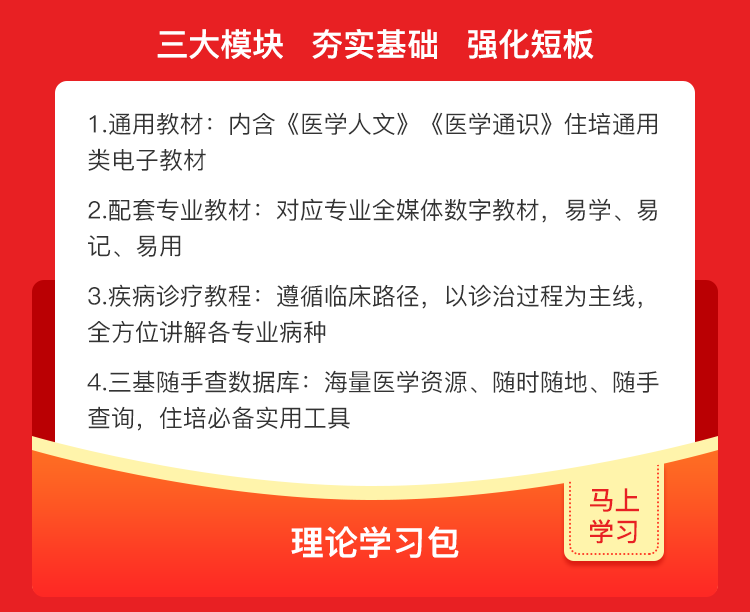 三大模块 夯实基础 强化短板
1.通用教材：内含《医学人文》《医学通识》住培通用
类电子教材
2.配套专业教材：对应专业全媒体数字教材，易学、易
记、易用
3.疾病诊疗教程：遵循临床路径，以诊治过程为主线，
全方位讲解各专业病种
4.三基随手查数据库：海量医学资源、随时随地、随手
查询，住培必备实用工具
马上
学习
理论学习包